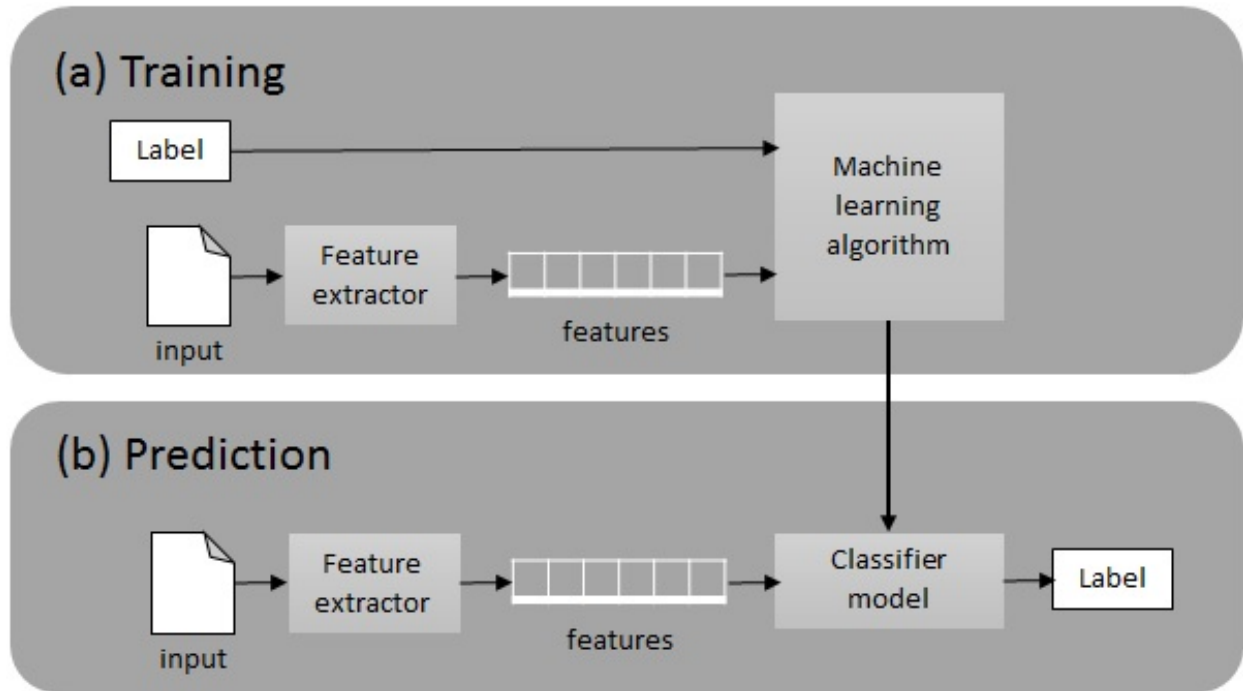 (a) Training
Label
Machine
learning
algorithm
Feature
extractor
features
input
(b) Prediction
Feature
extractor
Classifier
model
Label
features
input